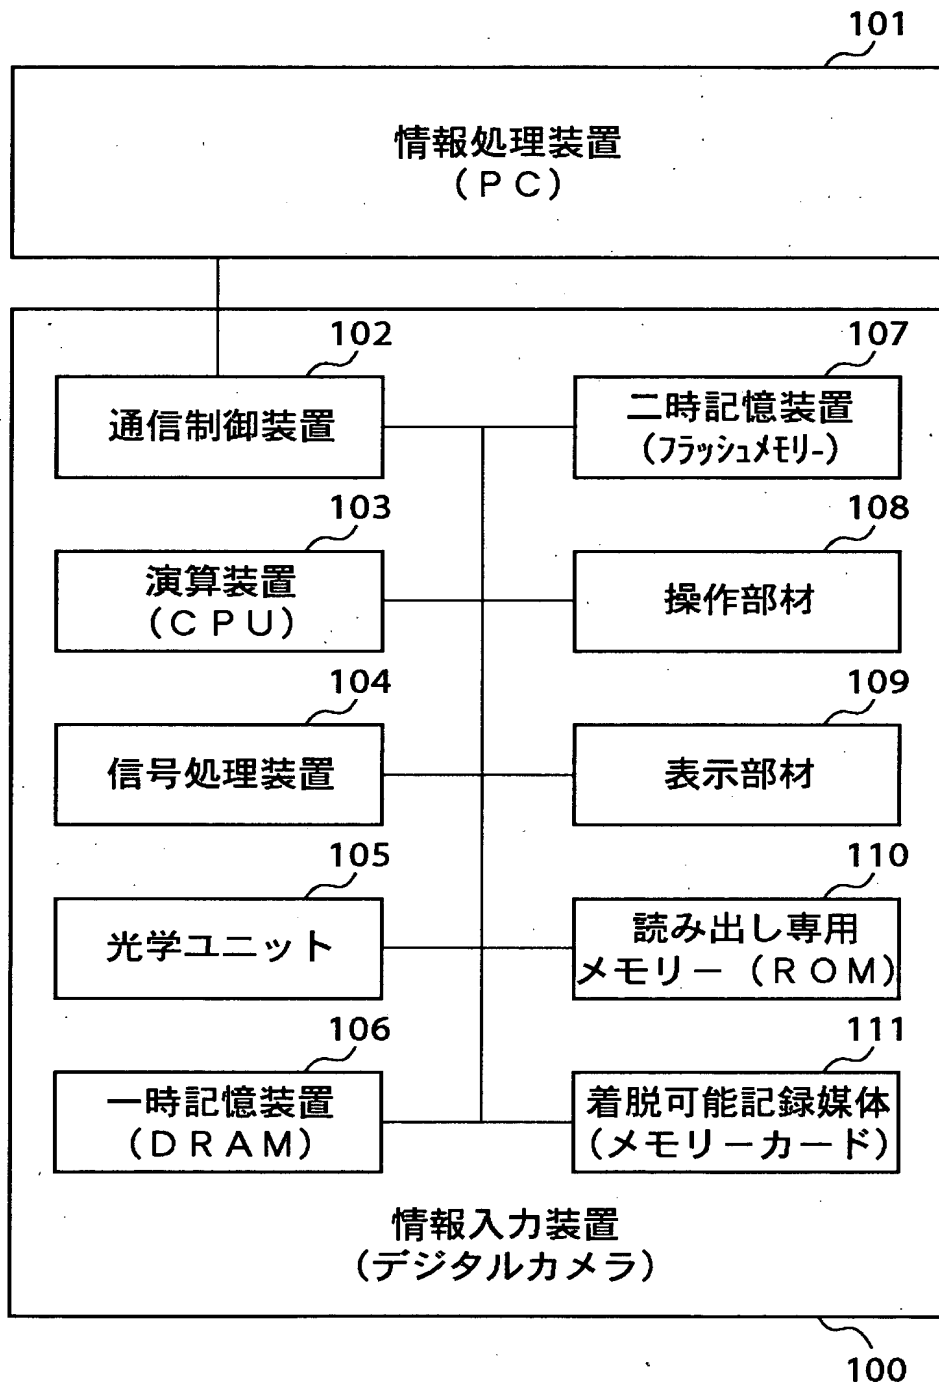 101
情報処理装置
（ＰＣ）
102
通信制御装置
107
二時記憶装置
（フラッシュメモリー）
103
演算装置
（ＣＰＵ）
108
操作部材
104
信号処理装置
109
表示部材
105
光学ユニット
110
読み出し専用
メモリー（ＲＯＭ）
106
一時記憶装置
（ＤＲＡＭ）
111
着脱可能記録媒体
（メモリーカード）
情報入力装置
（デジタルカメラ）
100